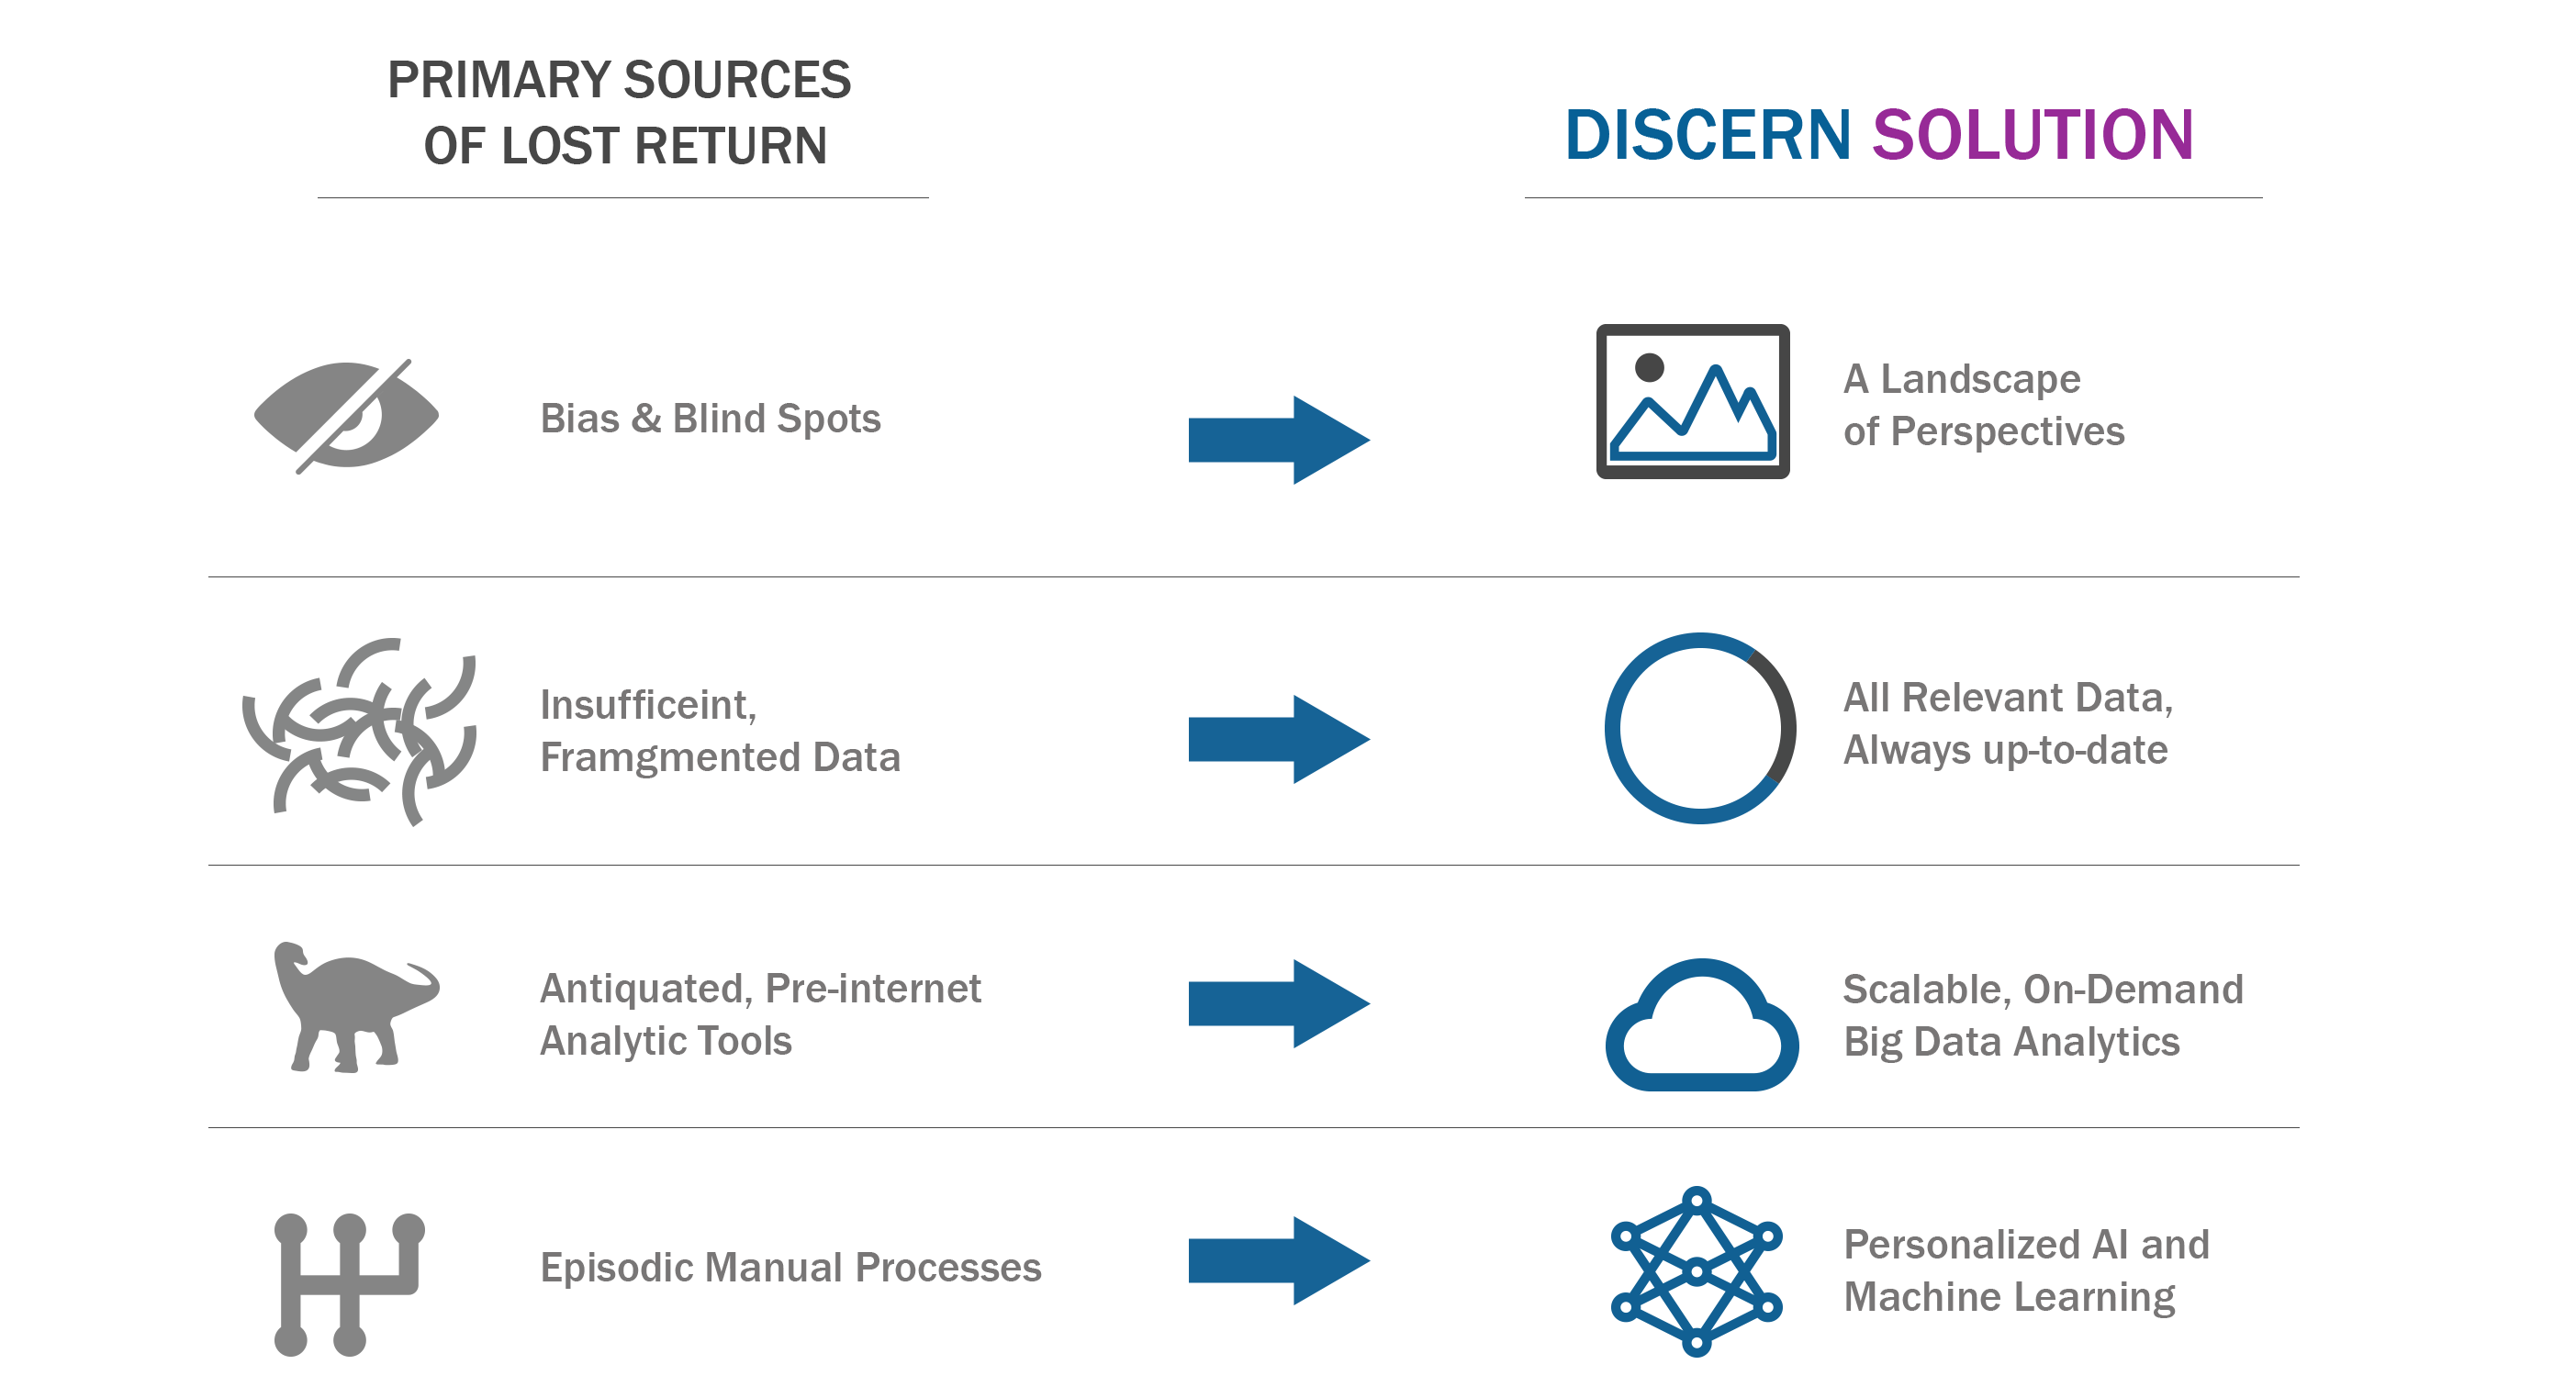 PRIMARY SOURCES
OF LOST RETURN
DISCERN SOLUTION
Bias & Blind Spots
A Landscape
of Perspectives
Insufficeint,
Framgmented Data
All Relevant Data,
Always up-to-date
Antiquated, Pre-internet
Analytic Tools
Scalable, On-Demand
Big Data Analytics
Episodic Manual Processes
Personalized AI and
Machine Learning